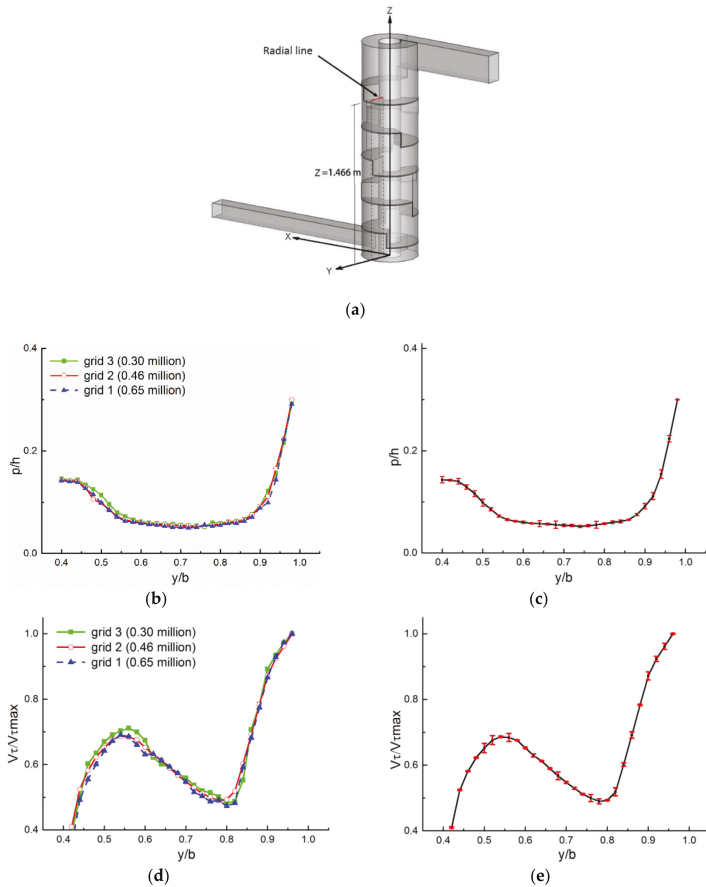 Z
Radial line
Z=1.466 m
X
Y
(a)
0.4
grid 3 (0.30 million)
grid 2 (0.46 million)
grid 1 (0.65 million)
p/h
0.2
0.0
0.4 0.5 0.6 0.7 0.8 0.9 1.0
y/b
(b)
0.4
p/h
0.2
0.0
0.4 0.5 0.6 0.7 0.8 0.9 1.0
y/b
(c)
grid 3 (0.30 million)
grid 2 (0.46 million)
grid 1 (0.65 million)
1.0
Vτ/Vτmax
0.8
0.6
0.4
0.4 0.5 0.6 0.7 0.8 0.9 1.0
y/b
(d)
1.0
Vτ/Vτmax
0.8
0.6
0.4
0.4 0.5 0.6 0.7 0.8 0.9 1.0
y/b
(e)